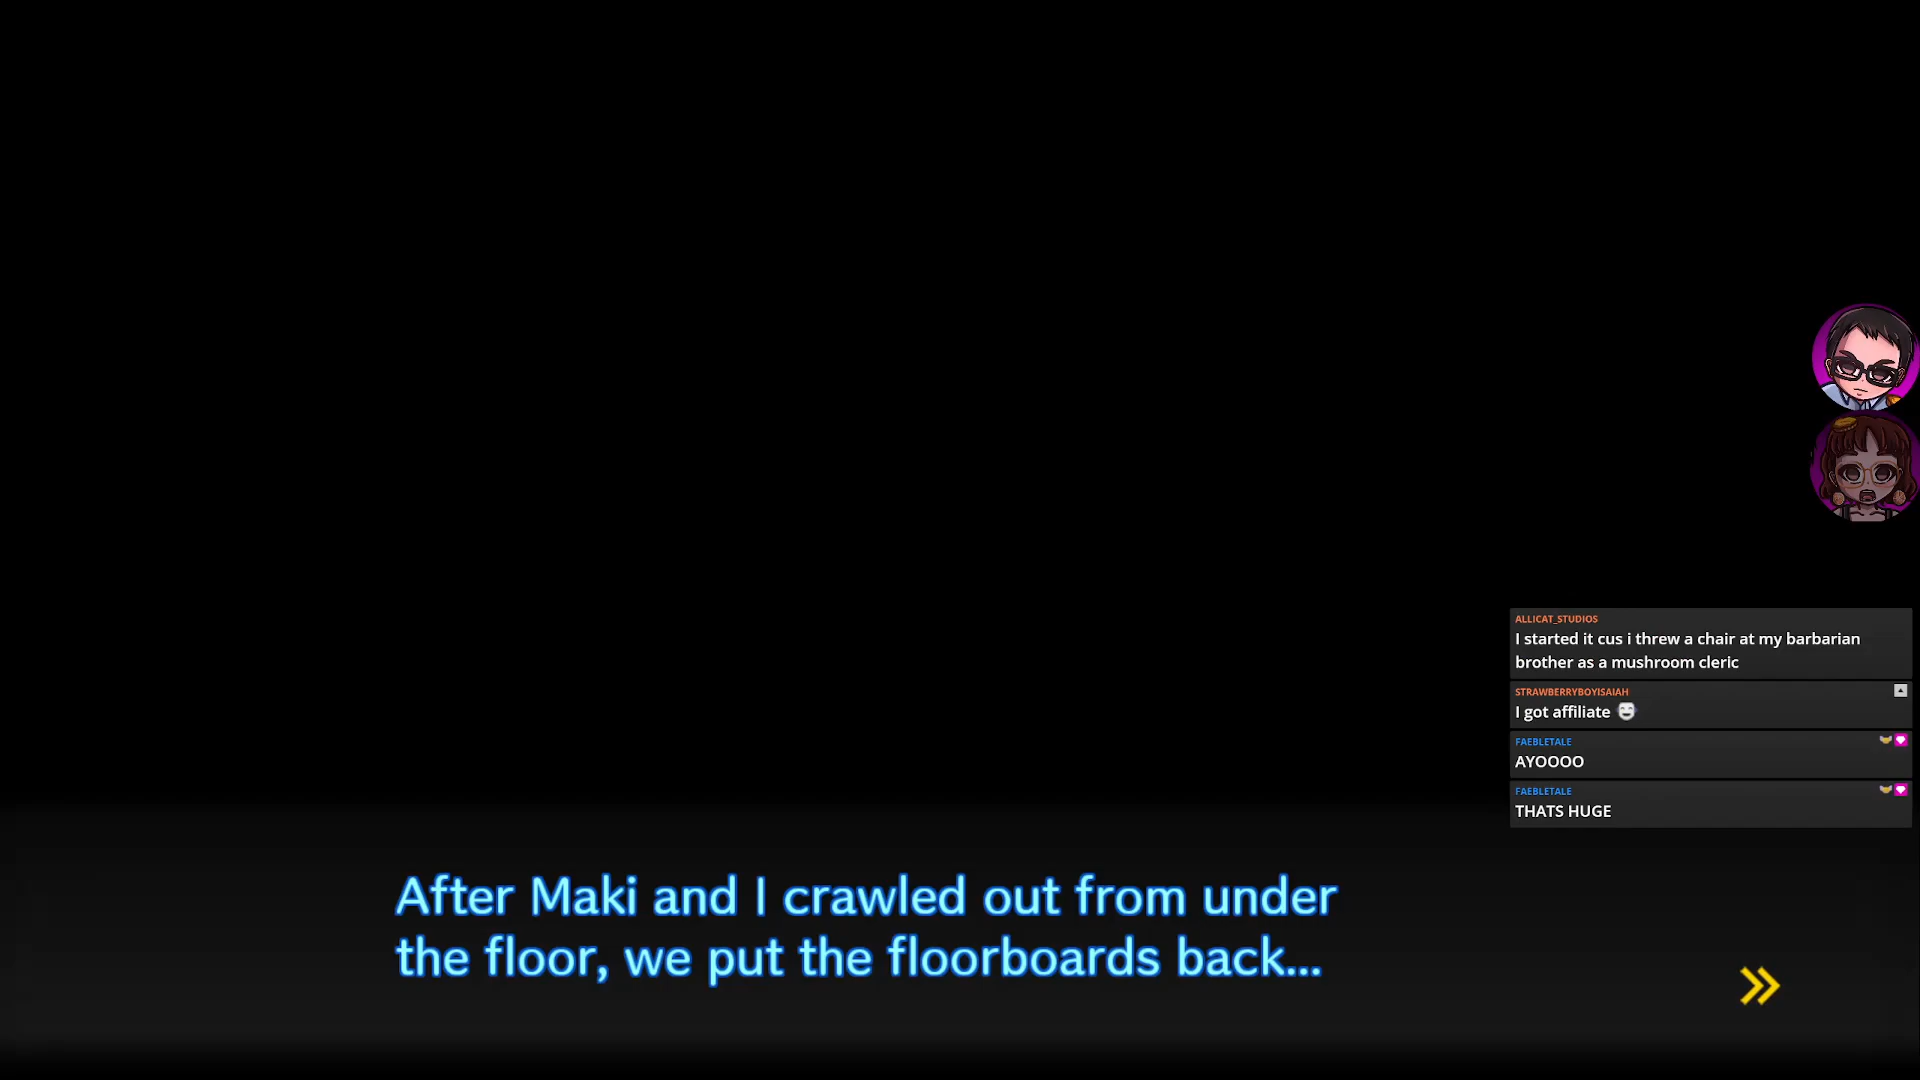 ALLICAT_STUDIOS
I started it cus i threw a chair at my barbarian
brother as a mushroom cleric
STRAWBERRYBOYISAIAH
I got affiliate
FAEBLETALE
AYOOOO
FAEBLETALE
THATS HUGE
After Maki and I crawled out from under
the floor, we put the floorboards back...